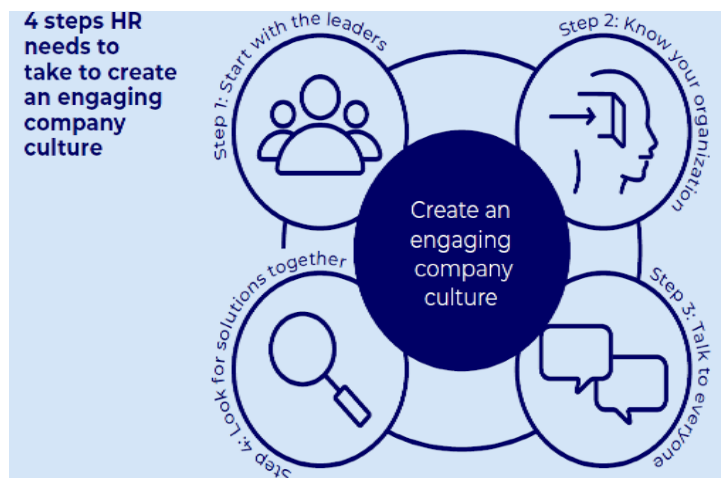 4 steps HR
needs to
take to create
an engaging
company
culture
Step 1: Start with the leaders
Step 2: Know your organization
Create an
engaging
company
culture
Step 3: Talk to everyone
Step 4: Look for solutions together